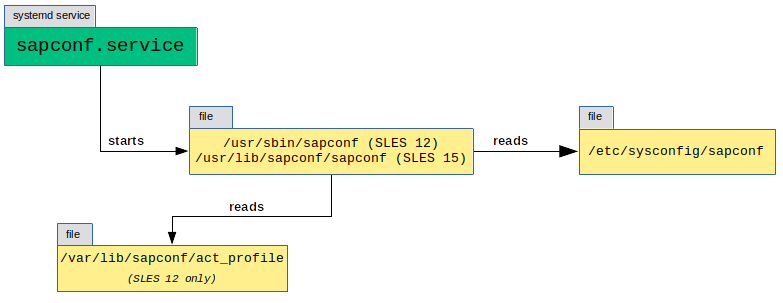 systemd service
sapconf.service
starts
file
/usr/sbin/sapconf (SLES 12)
/usr/lib/sapconf/sapconf (SLES 15)
reads
file
/etc/sysconfig/sapconf
reads
file
/var/lib/sapconf/act_profile
(SLES 12 only)